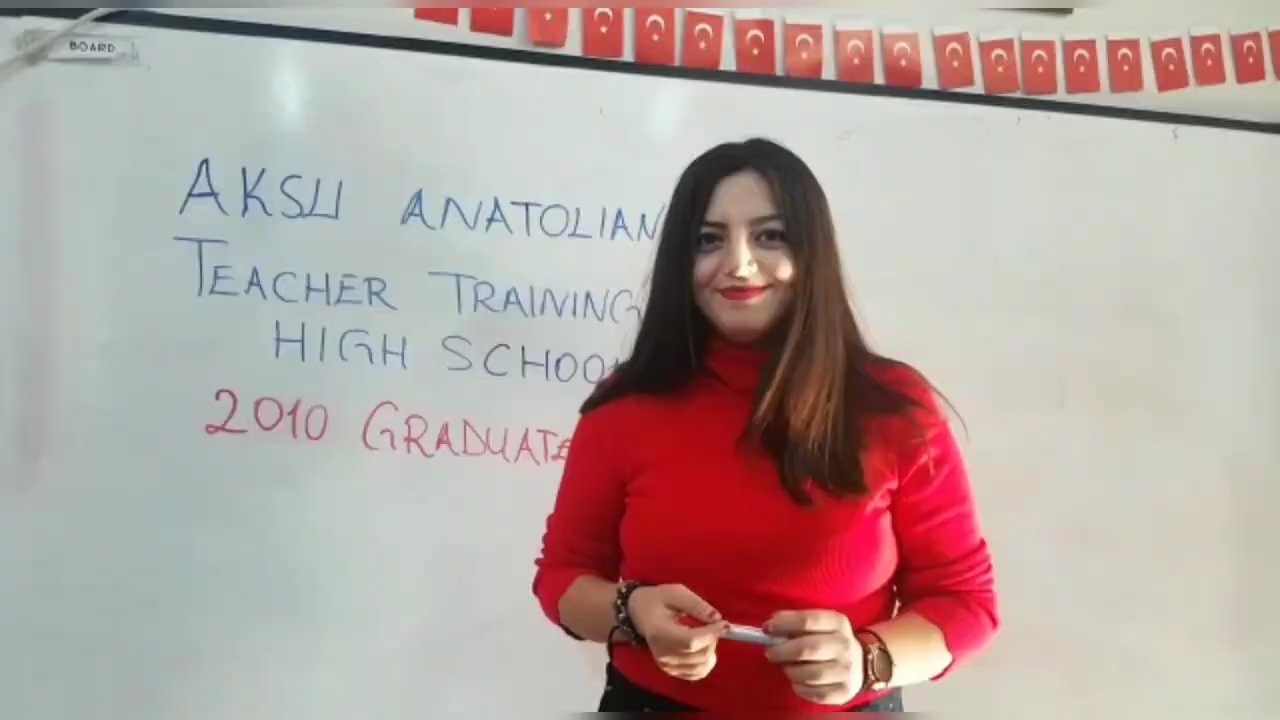 BOARD
AKSU ANATOLIAN
TEACHER TRAINING
HIGH SCHOO
2010 GRADUATE